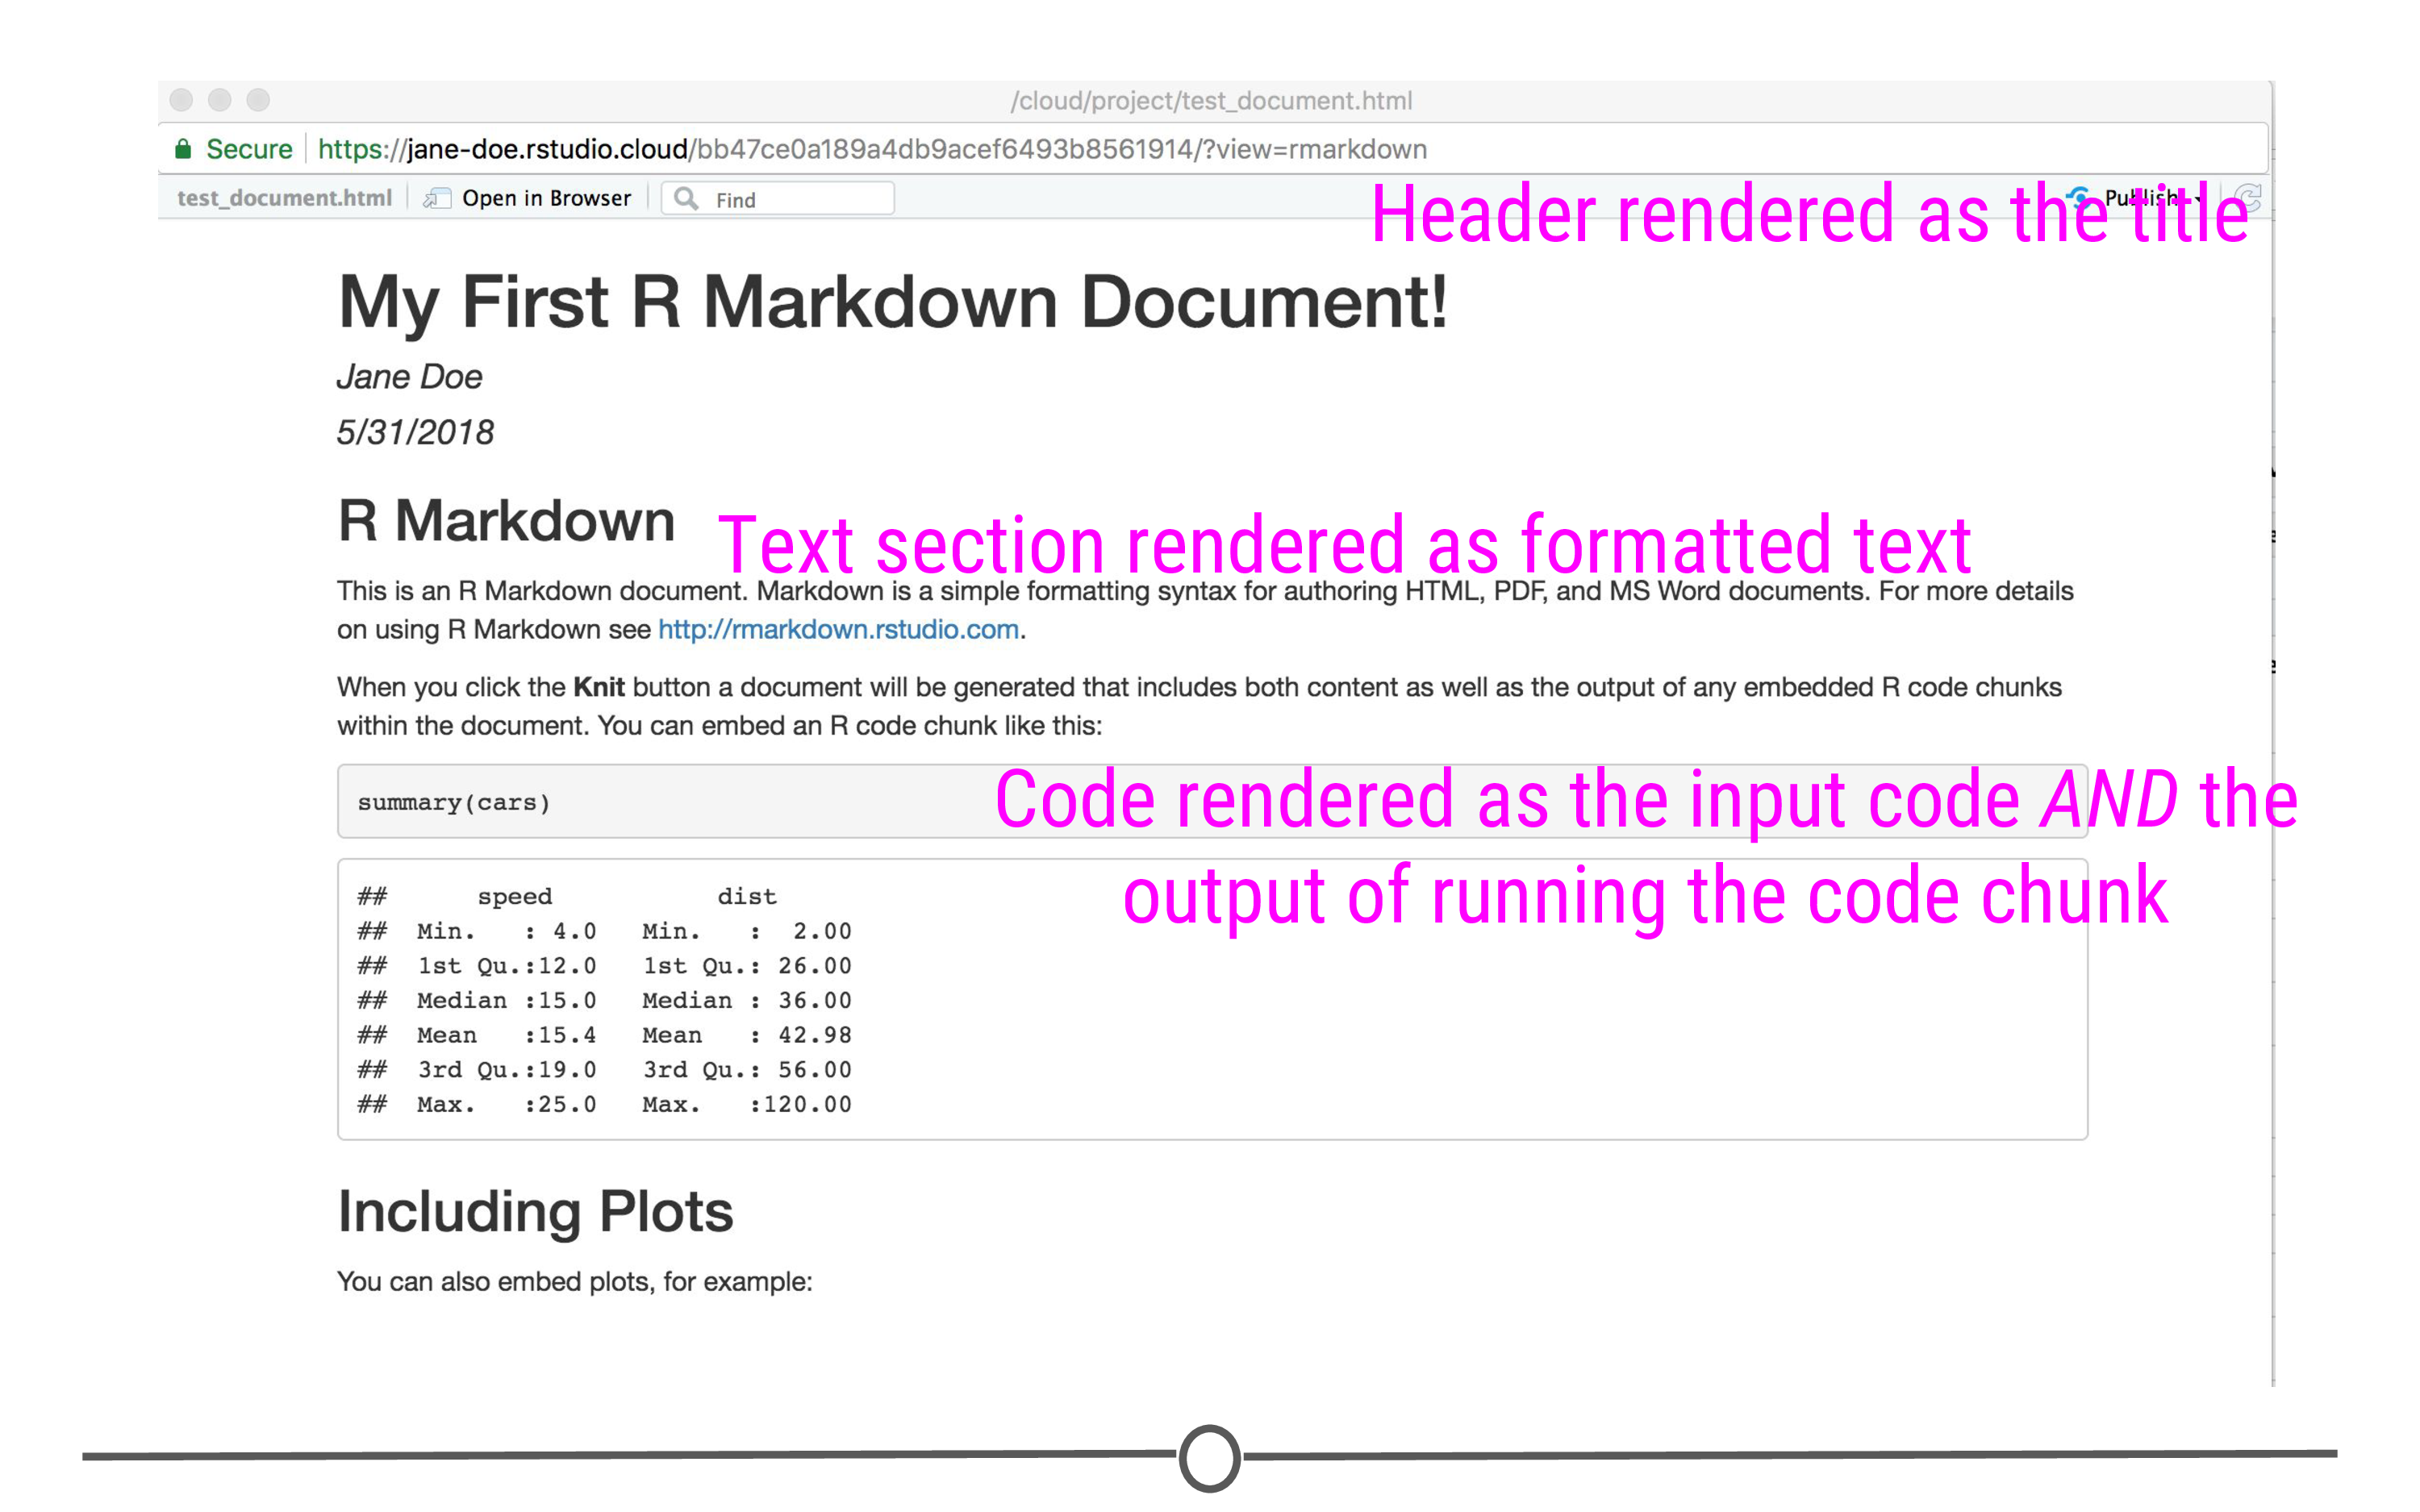 /cloud/project/test_document.html
Secure https://jane-doe.rstudio.cloud/bb47ce0a189a4db9acef6493b8561914/?view=rmarkdown
test_document.html Open in Browser Find Publish
Header rendered as the title
My First R Markdown Document!
Jane Doe
5/31/2018
R Markdown
Text section rendered as formatted text
This is an R Markdown document. Markdown is a simple formatting syntax for authoring HTML, PDF, and MS Word documents. For more details
on using R Markdown see http://rmarkdown.rstudio.com.
When you click the Knit button a document will be generated that includes both content as well as the output of any embedded R code chunks
within the document. You can embed an R code chunk like this:
summary(cars)
Code rendered as the input code AND the
output of running the code chunk
##      speed           dist
##  Min.   : 4.0   Min.   :  2.00
##  1st Qu.:12.0   1st Qu.: 26.00
##  Median :15.0   Median : 36.00
##  Mean   :15.4   Mean   : 42.98
##  3rd Qu.:19.0   3rd Qu.: 56.00
##  Max.   :25.0   Max.   :120.00
Including Plots
You can also embed plots, for example: